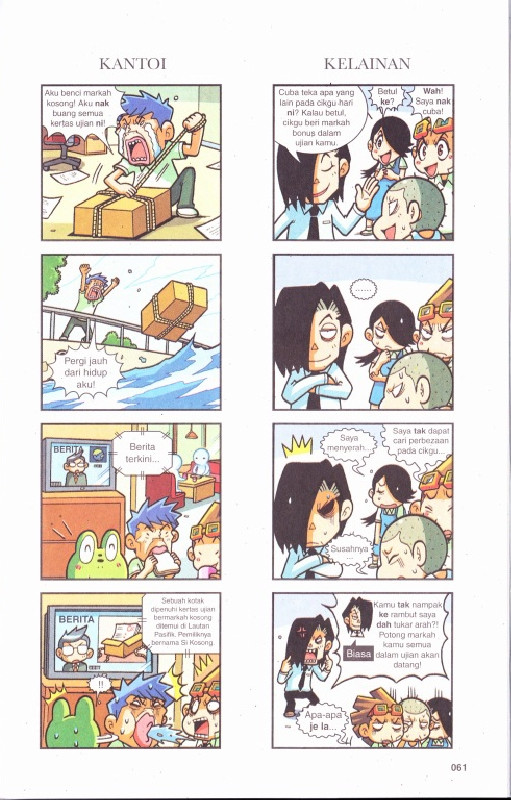 KANTOI
Aku benci markah
kosong! Aku nak
buang semua
kertas ujian ni!
Pergi jauh
dari hidup
aku!
BERITA
Berita
terkini...
BERITA
Sebuah kotak
dipenuhi kertas ujian
bermarkah kosong
ditemui di Lautan
Pasifik. Pemiliknya
bernama Si Kosong.
!!
!!
KELAINAN
Cuba teka apa yang
lain pada cikgu hari
ni? Kalau betul,
cikgu beri markah
bonus dalam
ujian kamu.
Betul
ke?
Wah!
Saya nak
cuba!
......
Saya
menyerah...
Saya tak dapat
cari perbezaan
pada cikgu...
Susahnya
...
Kamu tak nampak
ke rambut saya
dah tukar arah?!
Potong markah
kamu semua
dalam ujian akan
datang!
Biasa
Apa-apa
je la...
061